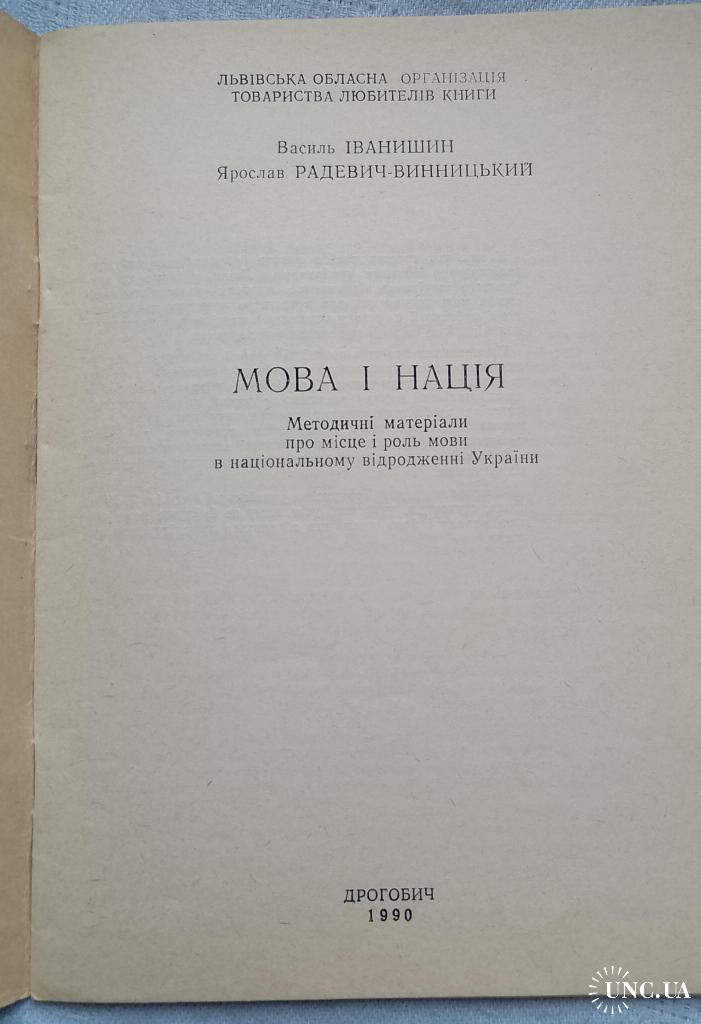 ЛЬВІВСЬКА ОБЛАСНА ОРГАНІЗАЦІЯ
ТОВАРИСТВА ЛЮБИТЕЛІВ КНИГИ
Василь ІВАНИШИН
Ярослав РАДЕВИЧ-ВИННИЦЬКИЙ
МОВА І НАЦІЯ
Методичні матеріали
про місце і роль мови
в національному відродженні України
ДРОГОБИЧ
1990
UNC.UA